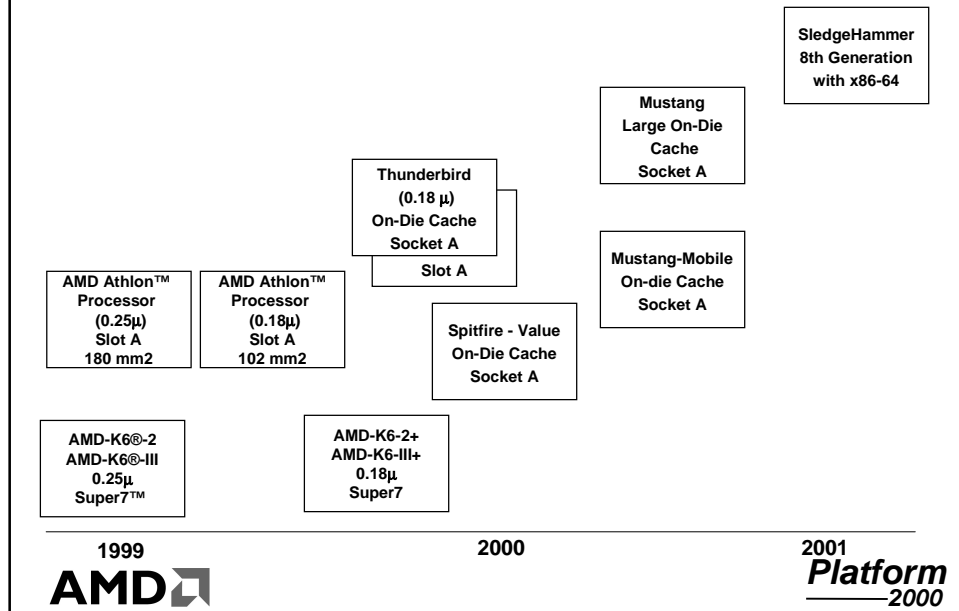 SledgeHammer
8th Generation
with x86-64
Mustang
Large On-Die
Cache
Socket A
Thunderbird
(0.18 μ)
On-Die Cache
Socket A
Slot A
Mustang-Mobile
On-die Cache
Socket A
AMD Athlon™
Processor
(0.25μ)
Slot A
180 mm2
AMD Athlon™
Processor
(0.18μ)
Slot A
102 mm2
Spitfire - Value
On-Die Cache
Socket A
AMD-K6®-2
AMD-K6®-III
0.25μ
Super7™
AMD-K6-2+
AMD-K6-III+
0.18μ
Super7
1999
2000
2001
AMD
Platform
2000